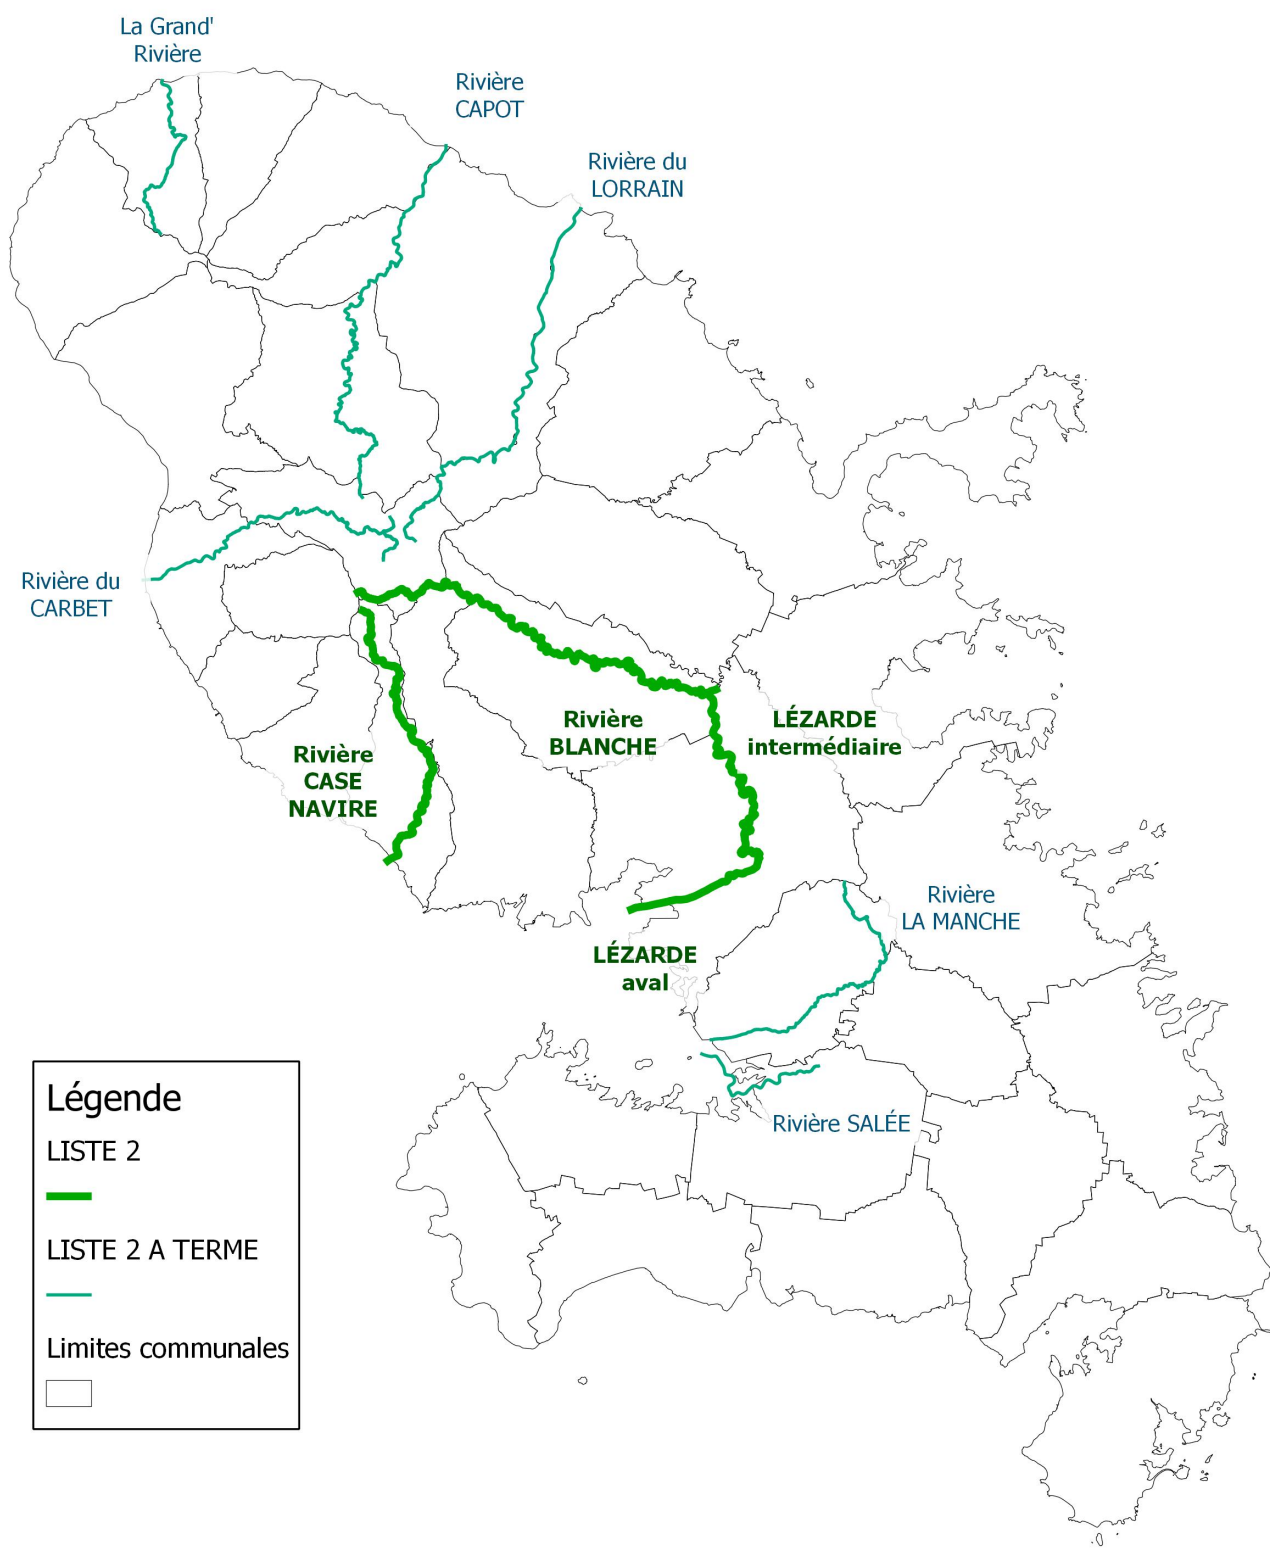 La Grand'
Rivière
Rivière
CAPOT
Rivière du
LORRAIN
Rivière du
CARBET
Rivière
BLANCHE
LÉZARDE
intermédiaire
Rivière
CASE
NAVIRE
Rivière
LA MANCHE
LÉZARDE
aval
Rivière SALÉE
Légende
LISTE 2
LISTE 2 A TERME
Limites communales